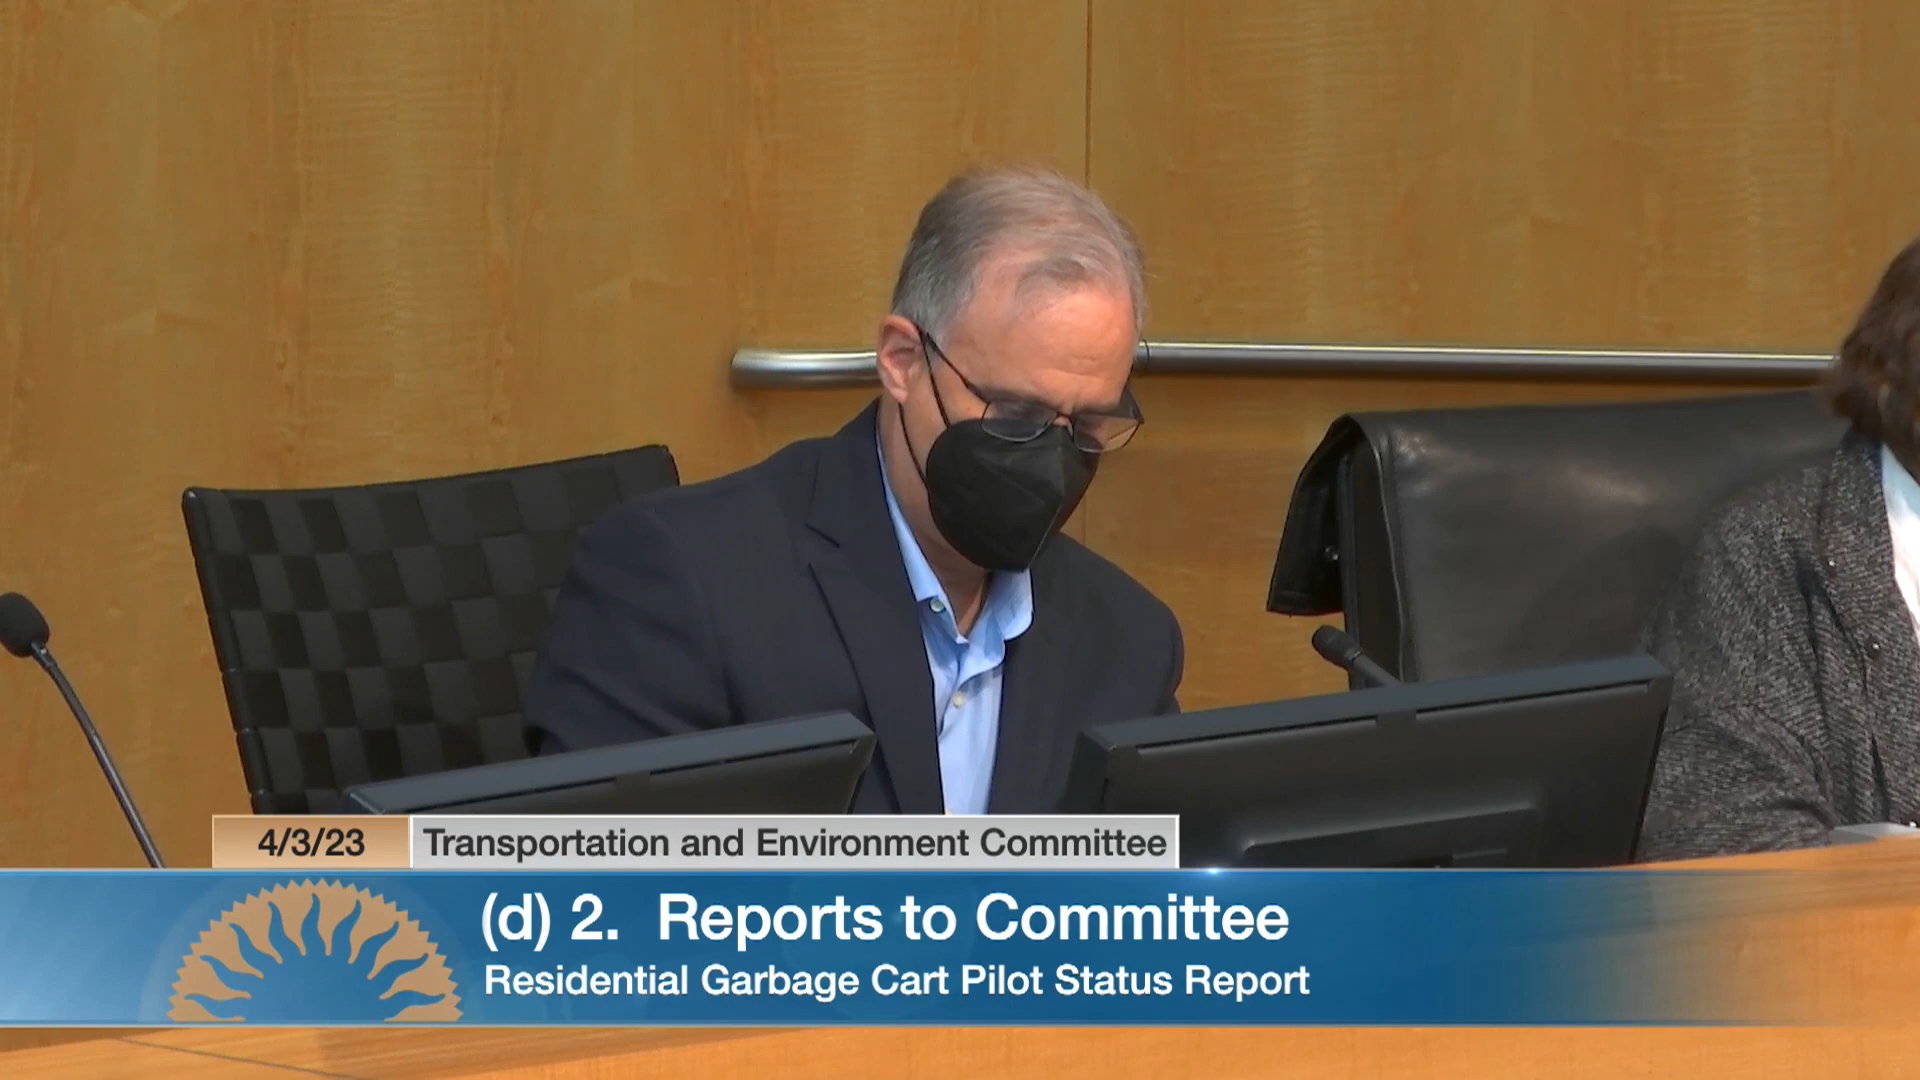 4/3/23
Transportation and Environment Committee
(d) 2. Reports to Committee
Residential Garbage Cart Pilot Status Report